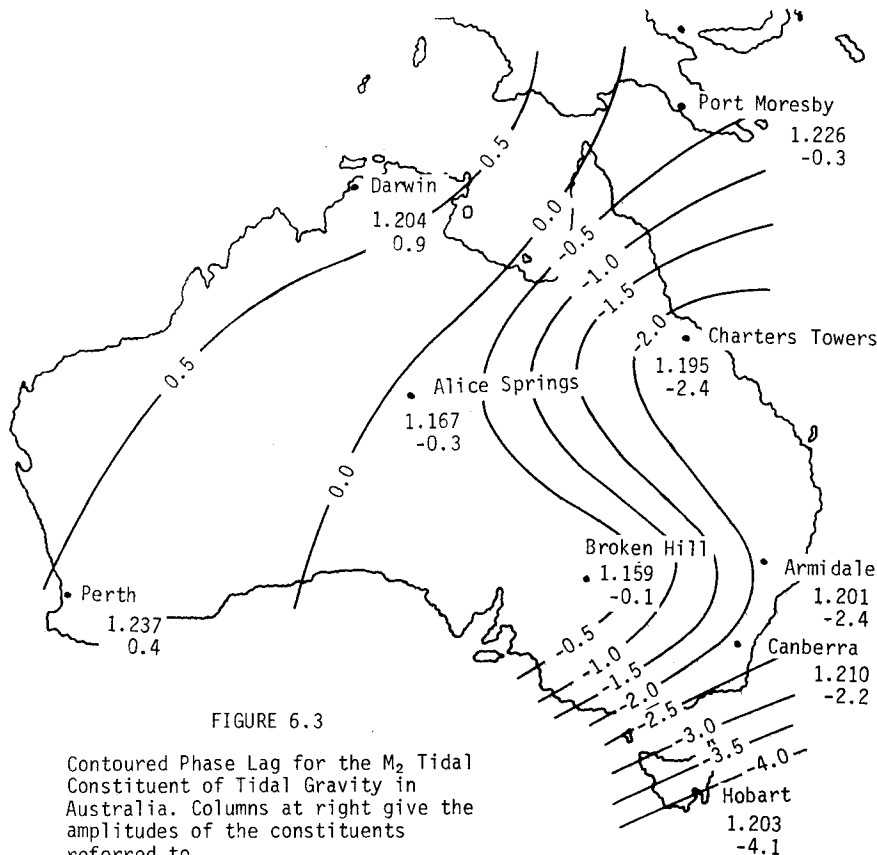 Port Moresby
1.226
-0.3
0.5
Darwin
1.204
0.9
0.0
-0.5
-1.0
-1.5
-2.0
Charters Towers
1.195
-2.4
0.5
Alice Springs
1.167
-0.3
0.0
Broken Hill
1.159
-0.1
Armidale
1.201
-2.4
Perth
1.237
0.4
Canberra
1.210
-2.2
-0.5
-1.0
-1.5
-2.0
-2.5
-3.0
-3.5
-4.0
Hobart
1.203
-4.1
FIGURE 6.3
Contoured Phase Lag for the M₂ Tidal
Constituent of Tidal Gravity in
Australia. Columns at right give the
amplitudes of the constituents
referred to